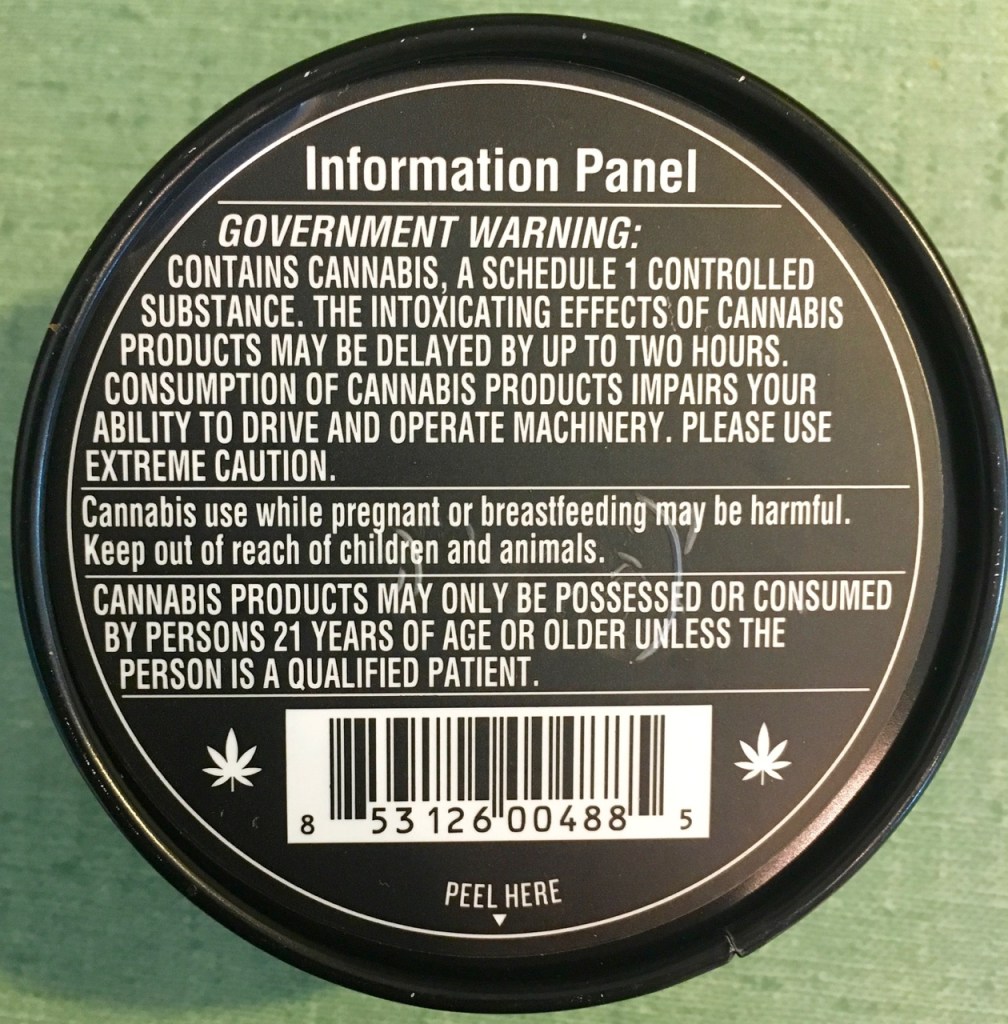 Information Panel
GOVERNMENT WARNING:
CONTAINS CANNABIS, A SCHEDULE 1 CONTROLLED
SUBSTANCE. THE INTOXICATING EFFECTS OF CANNABIS
PRODUCTS MAY BE DELAYED BY UP TO TWO HOURS.
CONSUMPTION OF CANNABIS PRODUCTS IMPAIRS YOUR
ABILITY TO DRIVE AND OPERATE MACHINERY. PLEASE USE
EXTREME CAUTION.
Cannabis use while pregnant or breastfeeding may be harmful.
Keep out of reach of children and animals.
CANNABIS PRODUCTS MAY ONLY BE POSSESSED OR CONSUMED
BY PERSONS 21 YEARS OF AGE OR OLDER UNLESS THE
PERSON IS A QUALIFIED PATIENT.
8 53126 00488 5
PEEL HERE